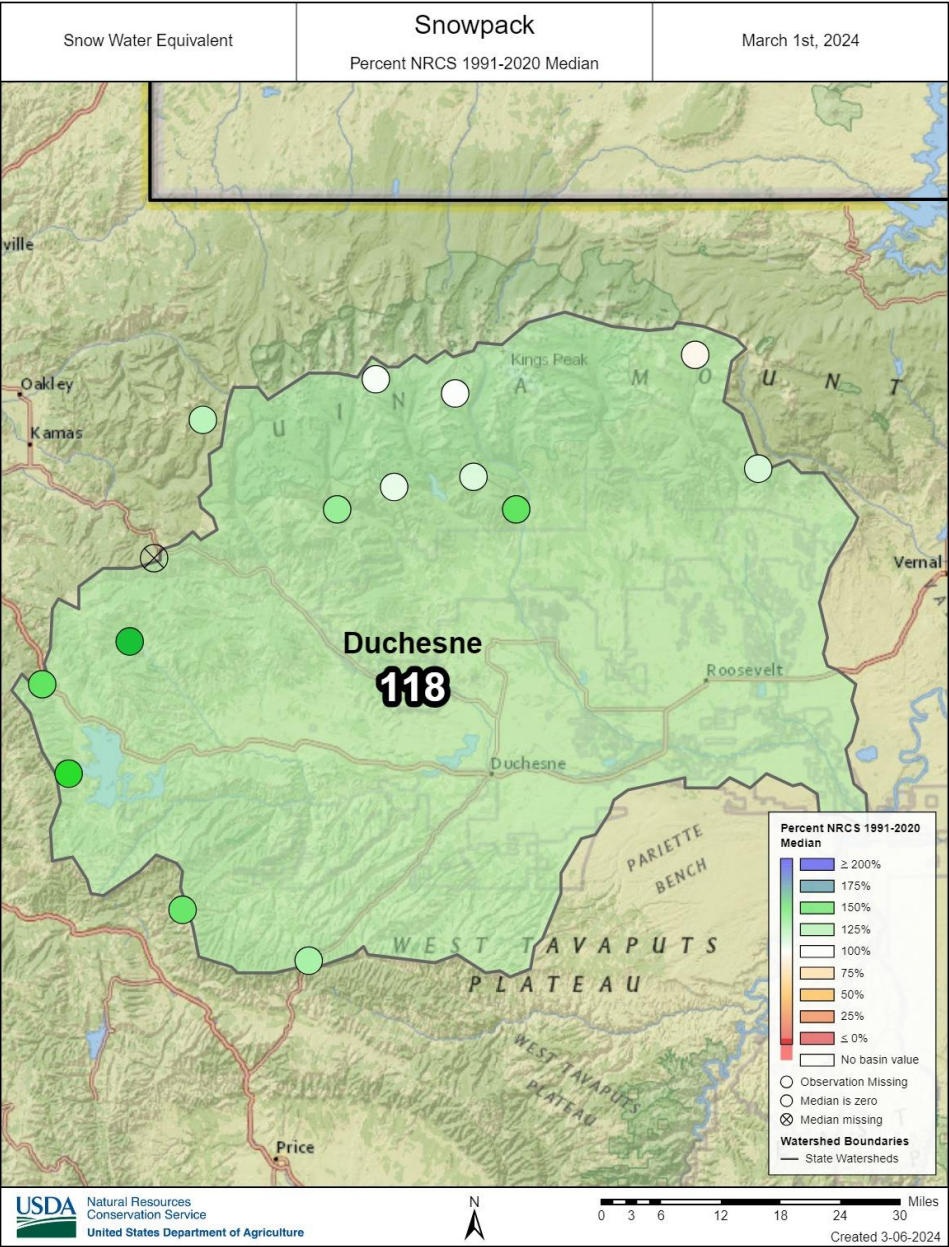 Snow Water Equivalent
Snowpack
Percent NRCS 1991-2020 Median
March 1st, 2024
ville
Oakley
Kamas
Kings Peak
U I N A M O U N T
Vernal
Duchesne
118
Roosevelt
Duchesne
PARIETTE
BENCH
WEST TAVAPUTS
PLATEAU
WEST TAVAPUTS
PLATEAU
Price
Percent NRCS 1991-2020
Median
≥ 200%
175%
150%
125%
100%
75%
50%
25%
≤ 0%
No basin value
Observation Missing
Median is zero
Median missing
Watershed Boundaries
State Watersheds
USDA
Natural Resources
Conservation Service
United States Department of Agriculture
N
Miles
0 3 6 12 18 24 30
Created 3-06-2024